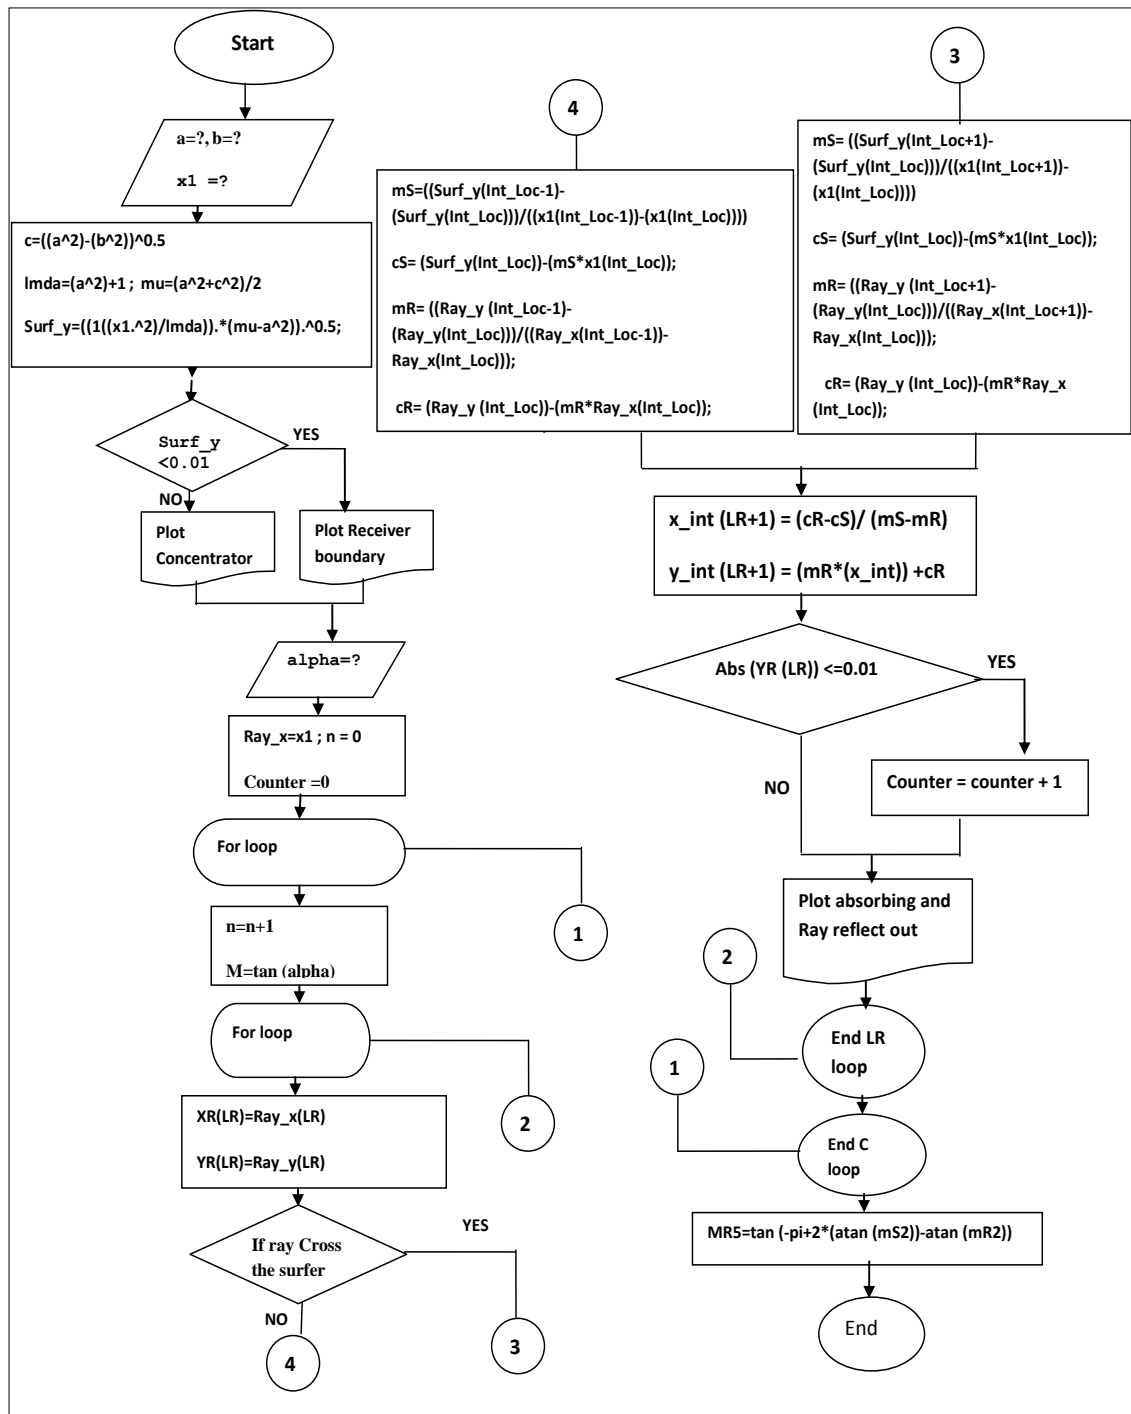 Start
a=?, b=?
x1 =?
c=((a^2)-(b^2))^0.5
lmda=(a^2)+1 ; mu=(a^2+c^2)/2
Surf_y=((1((x1.^2)/lmda)).*(mu-a^2)).^0.5;
Surf_y
<0.01
YES
NO
Plot
Concentrator
Plot Receiver
boundary
alpha=?
Ray_x=x1 ; n = 0
Counter =0
For loop
1
n=n+1
M=tan (alpha)
For loop
2
XR(LR)=Ray_x(LR)
YR(LR)=Ray_y(LR)
If ray Cross
the surfer
YES
NO
3
4
4
mS=((Surf_y(Int_Loc-1)-
(Surf_y(Int_Loc)))/((x1(Int_Loc-1))-(x1(Int_Loc))))
cS= (Surf_y(Int_Loc))-(mS*x1(Int_Loc));
mR= ((Ray_y (Int_Loc-1)-
(Ray_y(Int_Loc)))/((Ray_x(Int_Loc-1))-
Ray_x(Int_Loc)));
cR= (Ray_y (Int_Loc))-(mR*Ray_x(Int_Loc));
3
mS= ((Surf_y(Int_Loc+1)-
(Surf_y(Int_Loc)))/((x1(Int_Loc+1))-
(x1(Int_Loc))))
cS= (Surf_y(Int_Loc))-(mS*x1(Int_Loc));
mR= ((Ray_y (Int_Loc+1)-
(Ray_y(Int_Loc)))/((Ray_x(Int_Loc+1))-
Ray_x(Int_Loc)));
cR= (Ray_y (Int_Loc))-(mR*Ray_x
(Int_Loc));
x_int (LR+1) = (cR-cS)/ (mS-mR)
y_int (LR+1) = (mR*(x_int)) +cR
Abs (YR (LR)) <=0.01
YES
NO
Counter = counter + 1
Plot absorbing and
Ray reflect out
2
End LR
loop
1
End C
loop
MR5=tan (-pi+2*(atan (mS2))-atan (mR2))
End